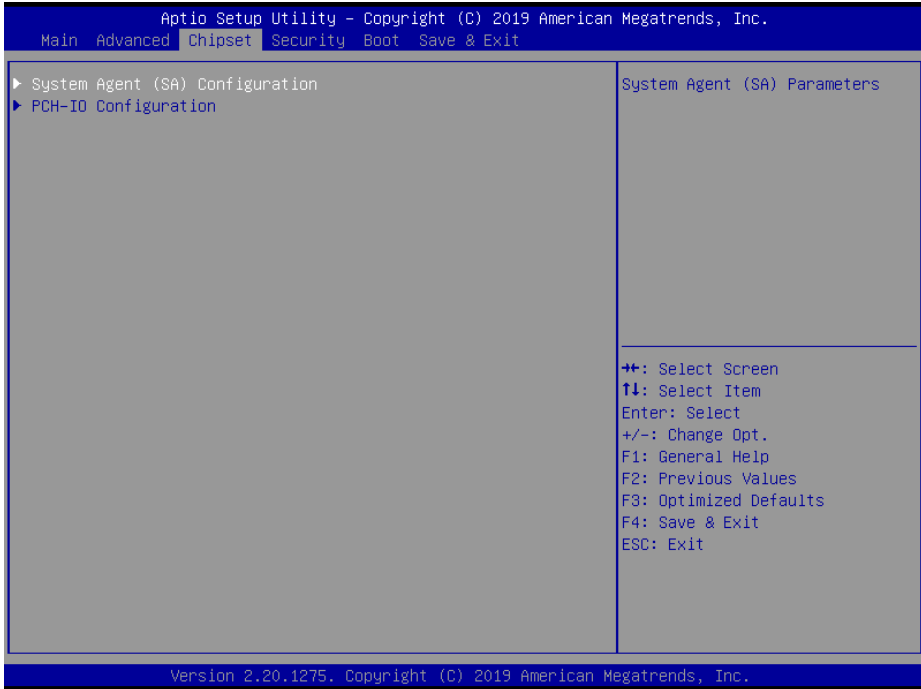 Aptio Setup Utility – Copyright (C) 2019 American Megatrends, Inc.
Main Advanced Chipset Security Boot Save & Exit
▶ System Agent (SA) Configuration
▶ PCH-IO Configuration
System Agent (SA) Parameters
→←: Select Screen
↑↓: Select Item
Enter: Select
+/-: Change Opt.
F1: General Help
F2: Previous Values
F3: Optimized Defaults
F4: Save & Exit
ESC: Exit
Version 2.20.1275. Copyright (C) 2019 American Megatrends, Inc.